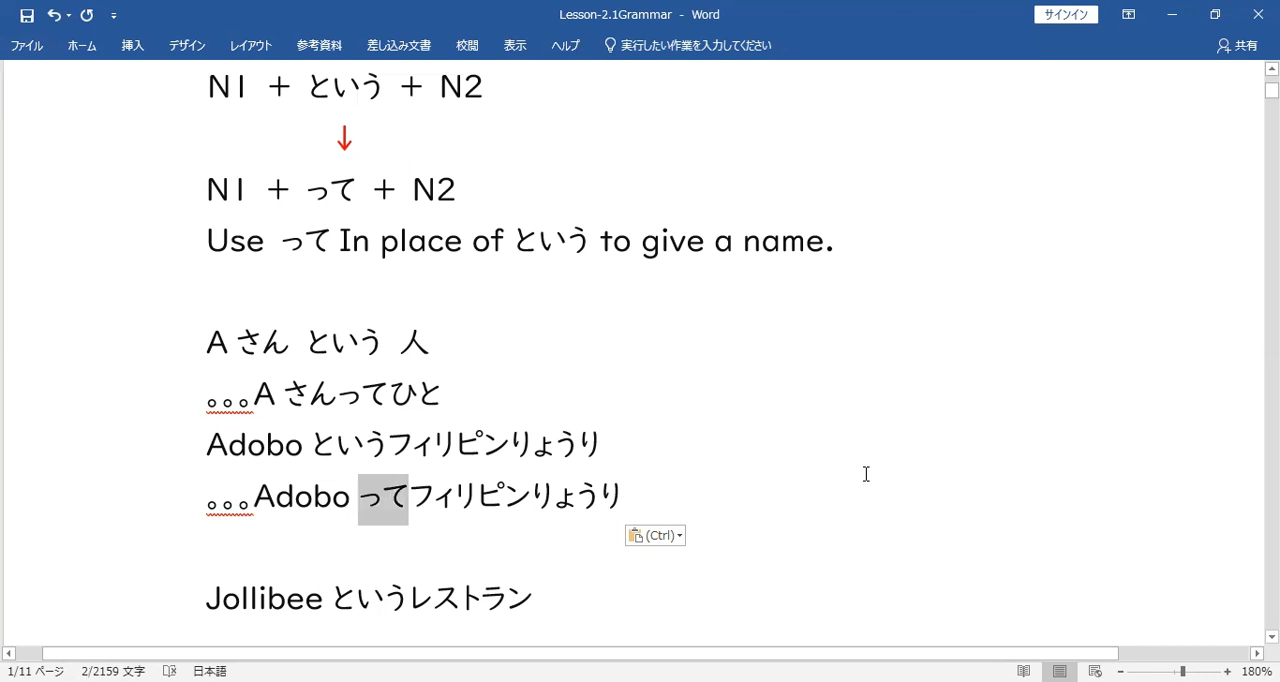 Lesson-2.1Grammar - Word
サインイン
ファイル ホーム 挿入 デザイン レイアウト 参考資料 差し込み文書 校閲 表示 ヘルプ 実行したい作業を入力してください 共有
N1 ＋ という ＋ N2
↓
N1 ＋ って ＋ N2
Use って In place of という to give a name.
A さん という 人
。。。A さんってひと
Adobo というフィリピンりょうり
。。。Adobo ってフィリピンりょうり
(Ctrl)
Jollibee というレストラン
1/11 ページ 2/2159 文字 日本語 180%